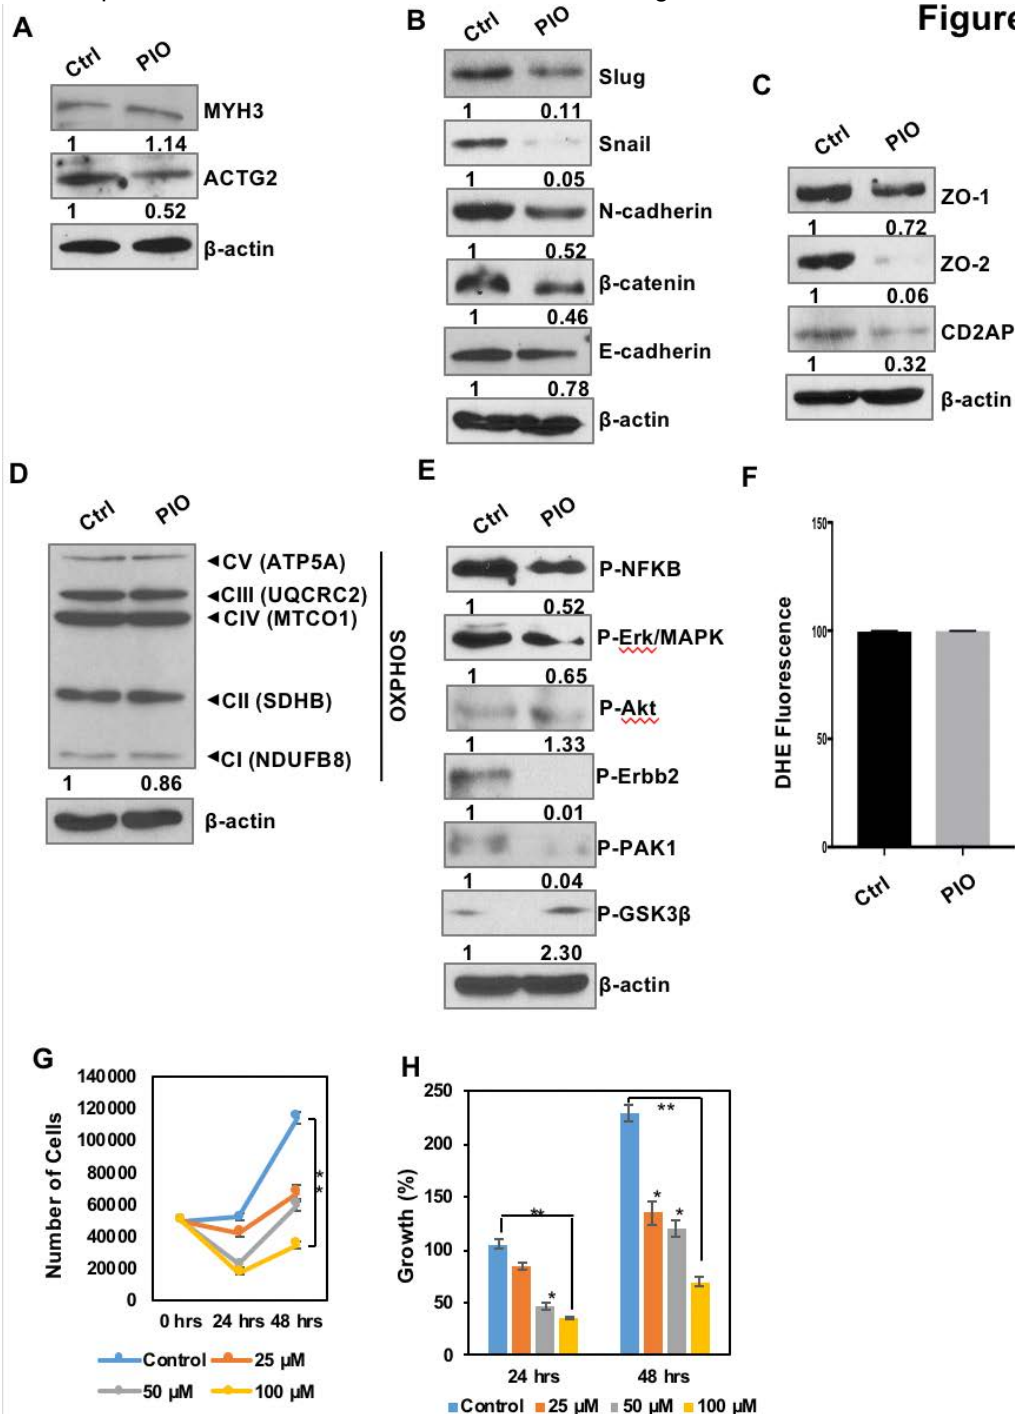 Figure
A
Ctrl PIO
MYH3
1 1.14
ACTG2
1 0.52
β-actin
B
Ctrl PIO
Slug
1 0.11
Snail
1 0.05
N-cadherin
1 0.52
β-catenin
1 0.46
E-cadherin
1 0.78
β-actin
C
Ctrl PIO
ZO-1
1 0.72
ZO-2
1 0.06
CD2AP
1 0.32
β-actin
D
Ctrl PIO
CV (ATP5A)
CIII (UQCRC2)
CIV (MTCO1)
CII (SDHB)
CI (NDUFB8)
OXPHOS
1 0.86
β-actin
E
Ctrl PIO
P-NFKB
1 0.52
P-Erk/MAPK
1 0.65
P-Akt
1 1.33
P-Erbb2
1 0.01
P-PAK1
1 0.04
P-GSK3β
1 2.30
β-actin
F
DHE Fluorescence
150
100
50
0
Ctrl PIO
G
Number of Cells
140000
120000
100000
80000
60000
40000
20000
0
**
0 hrs 24 hrs 48 hrs
Control 25 µM
50 µM 100 µM
H
Growth (%)
250
200
150
100
50
0
**
*
**
*
*
24 hrs 48 hrs
Control 25 µM 50 µM 100 µM